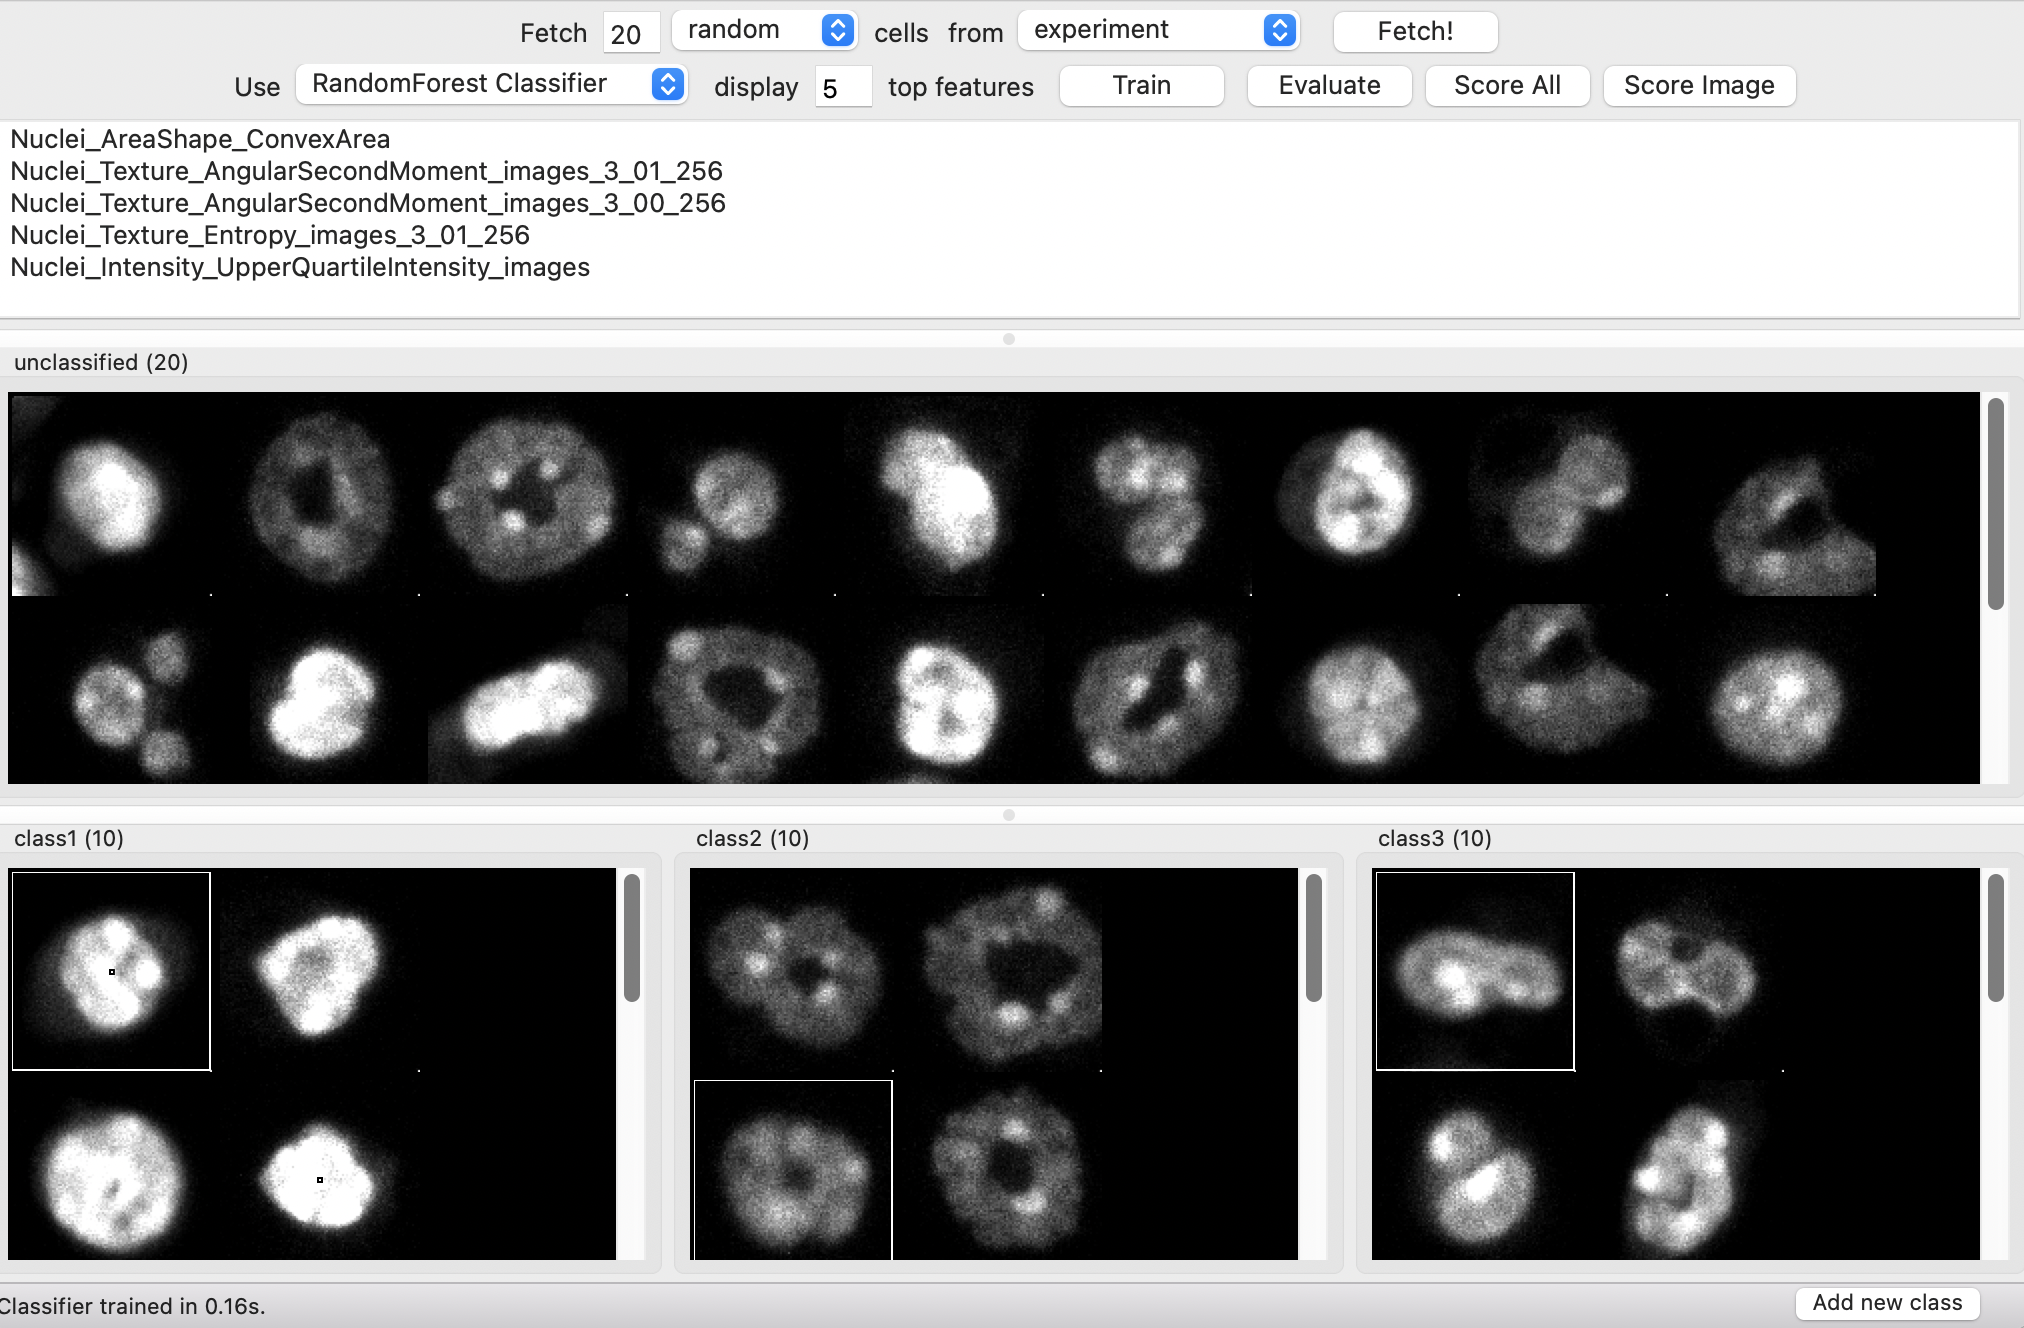 Fetch 20 random cells from experiment Fetch!
Use RandomForest Classifier display 5 top features Train Evaluate Score All Score Image
Nuclei_AreaShape_ConvexArea
Nuclei_Texture_AngularSecondMoment_images_3_01_256
Nuclei_Texture_AngularSecondMoment_images_3_00_256
Nuclei_Texture_Entropy_images_3_01_256
Nuclei_Intensity_UpperQuartileIntensity_images
unclassified (20)
class1 (10) class2 (10) class3 (10)
Classifier trained in 0.16s. Add new class